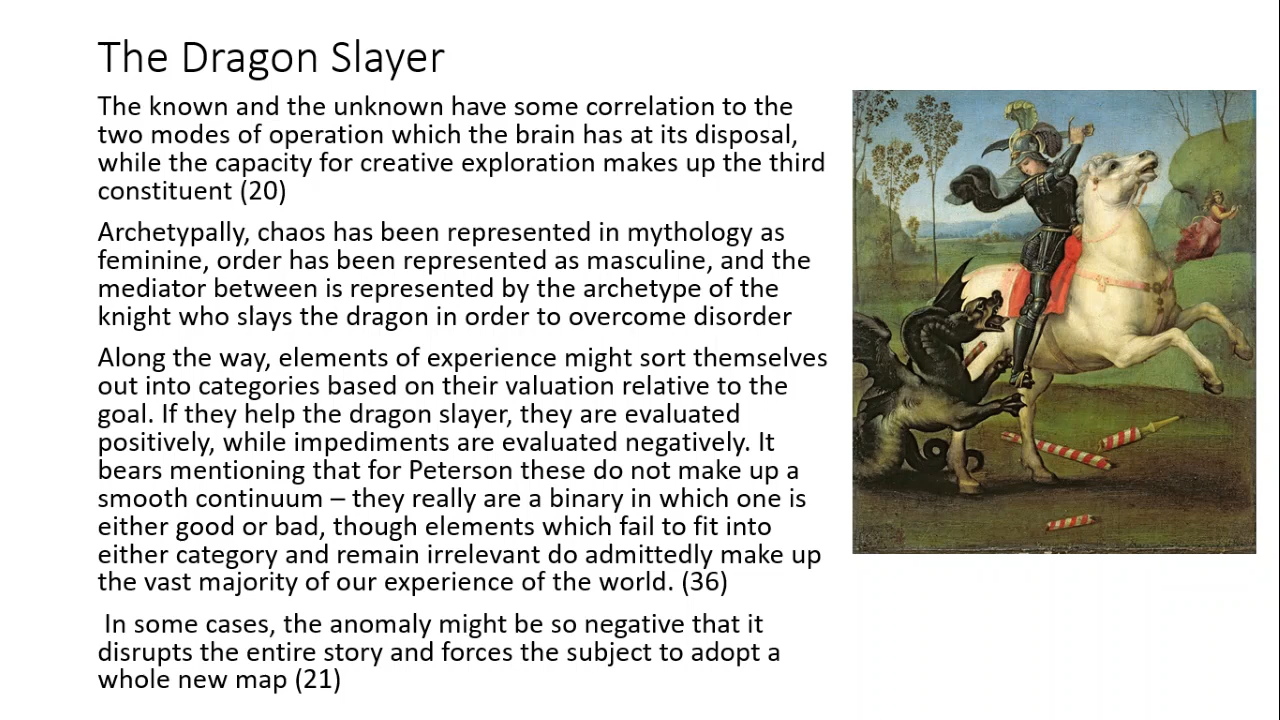 The Dragon Slayer
The known and the unknown have some correlation to the
two modes of operation which the brain has at its disposal,
while the capacity for creative exploration makes up the third
constituent (20)
Archetypally, chaos has been represented in mythology as
feminine, order has been represented as masculine, and the
mediator between is represented by the archetype of the
knight who slays the dragon in order to overcome disorder
Along the way, elements of experience might sort themselves
out into categories based on their valuation relative to the
goal. If they help the dragon slayer, they are evaluated
positively, while impediments are evaluated negatively. It
bears mentioning that for Peterson these do not make up a
smooth continuum – they really are a binary in which one is
either good or bad, though elements which fail to fit into
either category and remain irrelevant do admittedly make up
the vast majority of our experience of the world. (36)
In some cases, the anomaly might be so negative that it
disrupts the entire story and forces the subject to adopt a
whole new map (21)